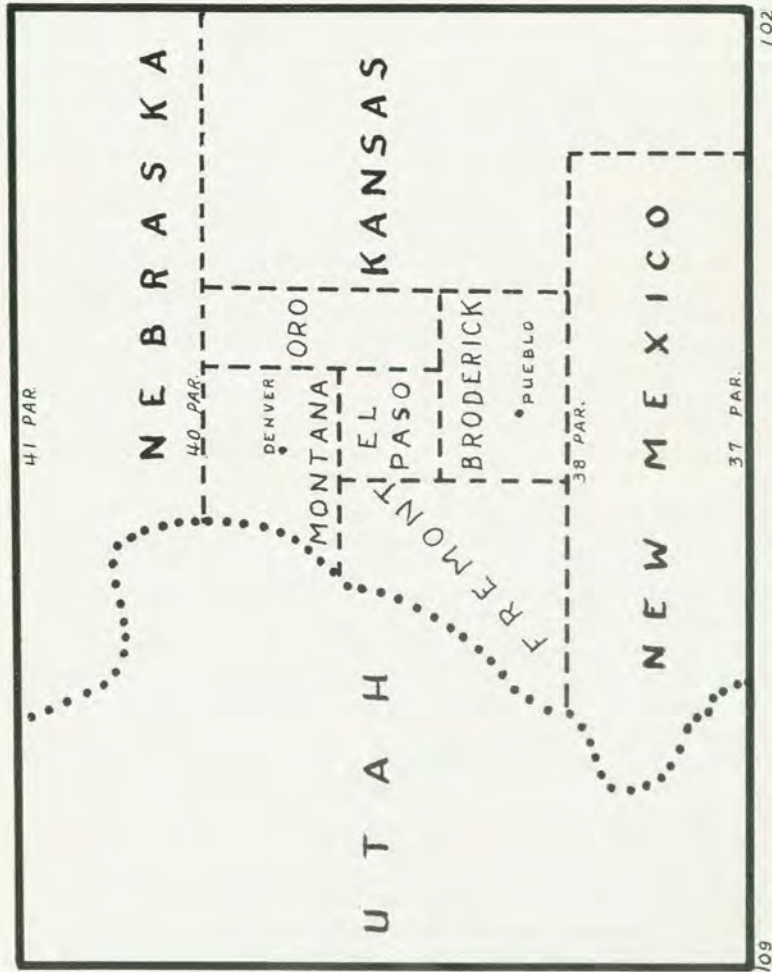 41 PAR.
NEBRASKA
40 PAR.
DENVER
ORO
MONTANA
KANSAS
EL
PASO
UTAH
FREMONT
BRODERICK
PUEBLO
38 PAR.
NEW MEXICO
37 PAR.
109
102